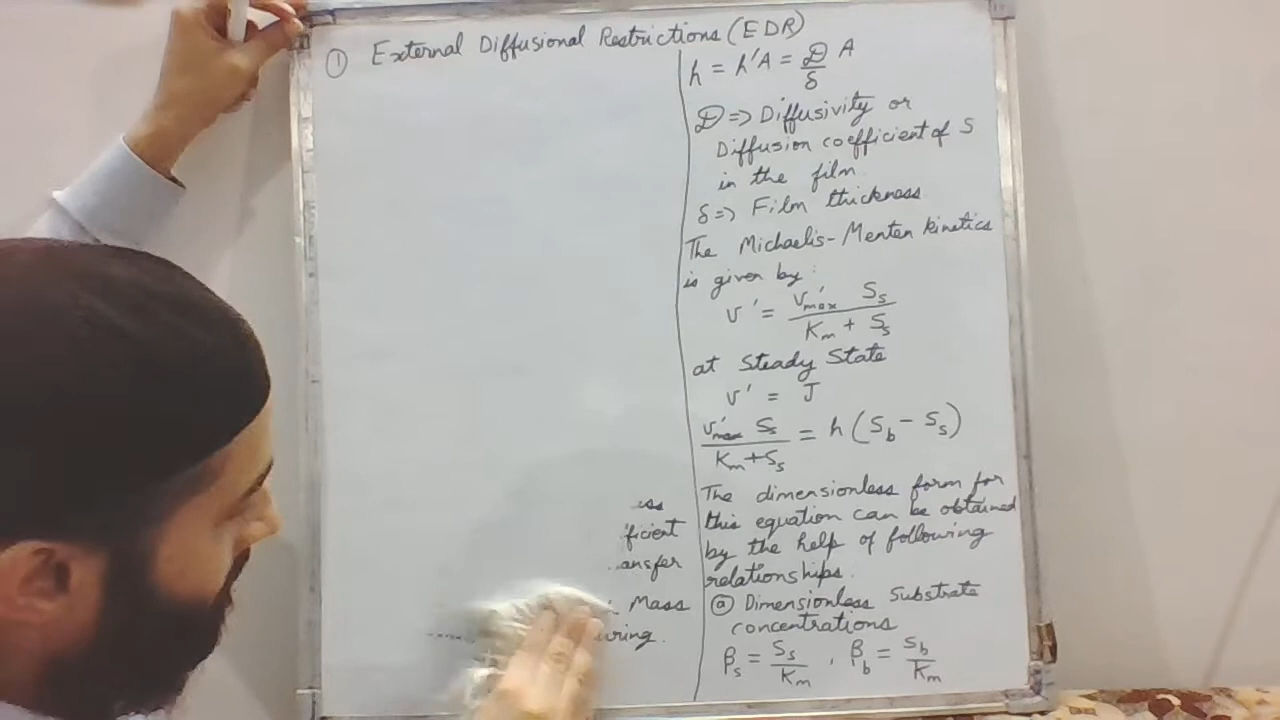 ① External Diffusional Restrictions (EDR)
ficient
ansfer
Mass
uring.
h = h'A = 𝒟/δ A
𝒟 => Diffusivity or
Diffusion coefficient of S
in the film
δ => Film thickness
The Michaelis-Menten kinetics
is given by:
v' = v'max Ss / Km + Ss
at Steady State
v' = J
v'max Ss / Km + Ss = h (Sb - Ss)
The dimensionless form for
this equation can be obtained
by the help of following
relationships.
ⓐ Dimensionless Substrate
concentrations
βs = Ss / Km , βb = Sb / Km